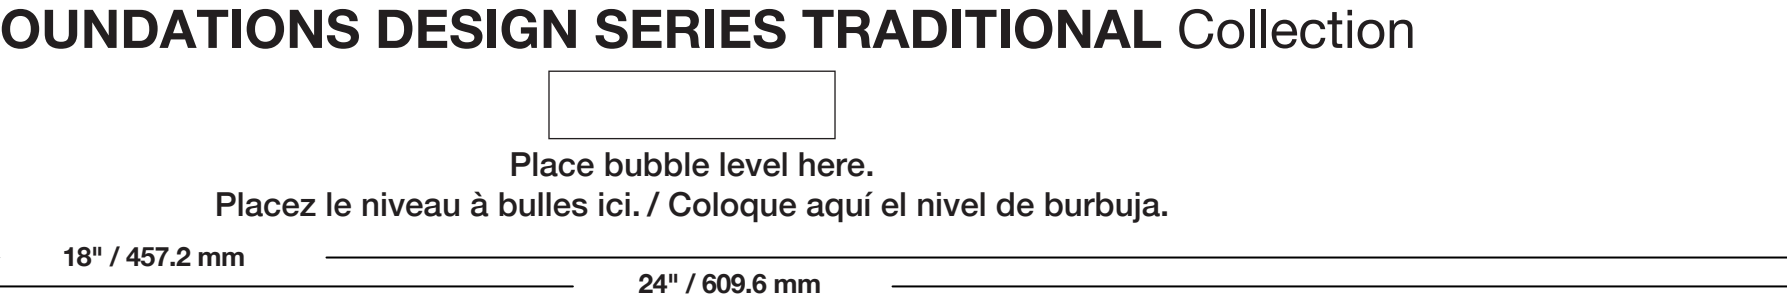 OUNDATIONS DESIGN SERIES TRADITIONAL Collection
Place bubble level here.
Placez le niveau à bulles ici. / Coloque aquí el nivel de burbuja.
18" / 457.2 mm
24" / 609.6 mm